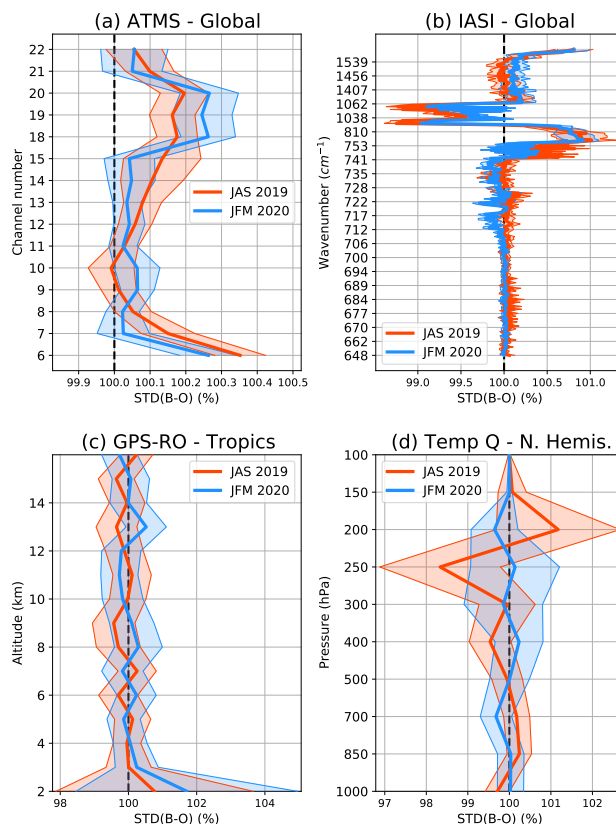 (a) ATMS - Global
22
21
20
19
18
15
14
13
12
11
10
9
8
7
6
Channel number
JAS 2019
JFM 2020
99.9 100.0 100.1 100.2 100.3 100.4 100.5
STD(B-O) (%)
(b) IASI - Global
1539
1456
1407
1062
1038
810
753
741
735
728
722
717
712
706
700
694
689
684
677
670
662
648
Wavenumber (cm⁻¹)
JAS 2019
JFM 2020
99.0 99.5 100.0 100.5 101.0
STD(B-O) (%)
(c) GPS-RO - Tropics
14
12
10
8
6
4
2
Altitude (km)
JAS 2019
JFM 2020
98 100 102 104
STD(B-O) (%)
(d) Temp Q - N. Hemis.
100
150
200
250
300
400
500
700
850
1000
Pressure (hPa)
JAS 2019
JFM 2020
97 98 99 100 101 102
STD(B-O) (%)